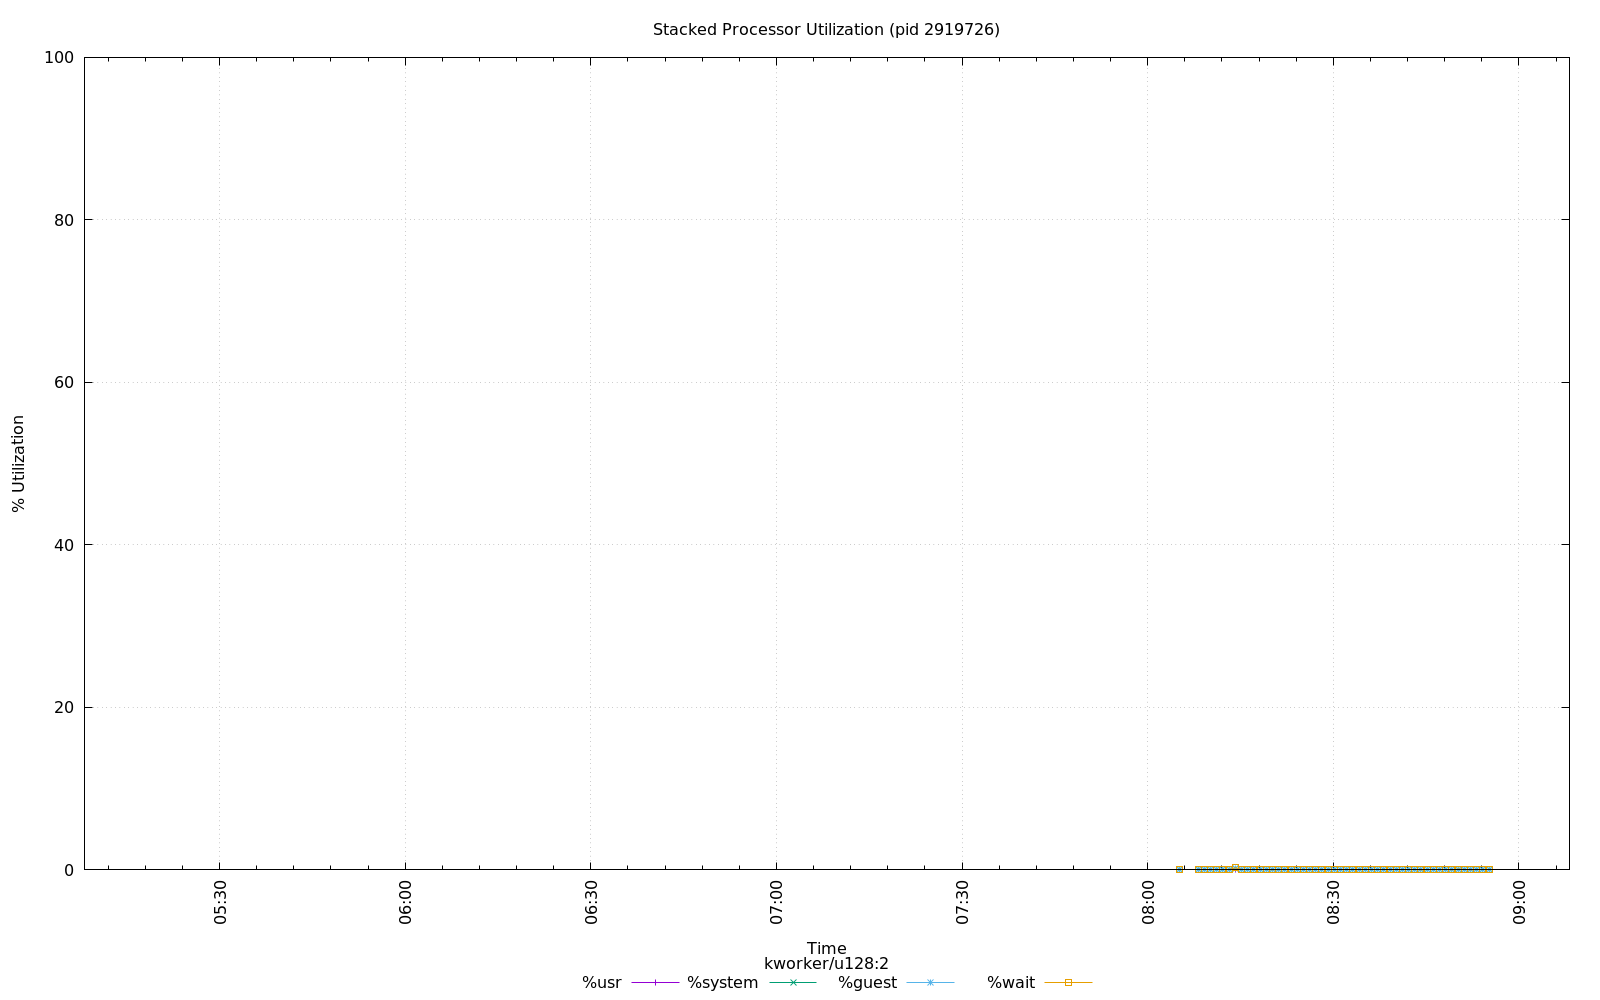 Stacked Processor Utilization (pid 2919726)
100
80
60
40
20
0
% Utilization
05:30
06:00
06:30
07:00
07:30
08:00
08:30
09:00
Time
kworker/u128:2
%usr %system %guest %wait